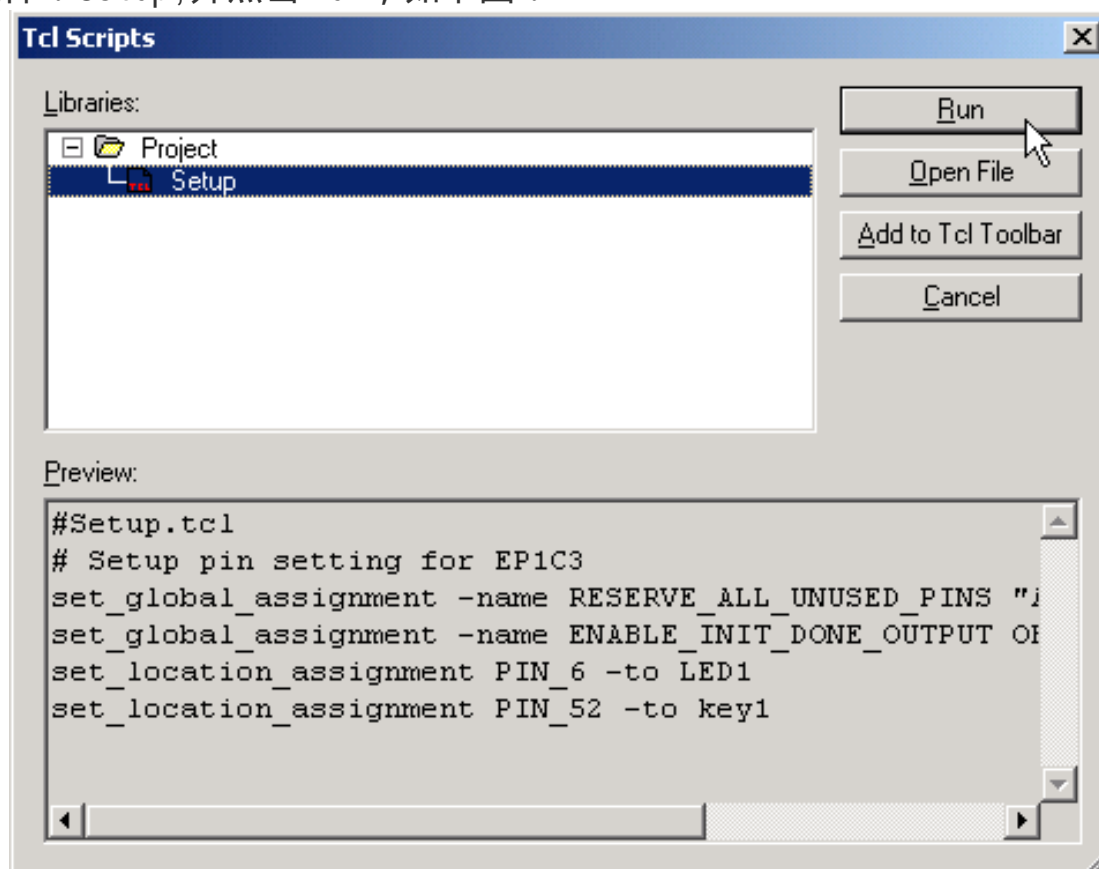 Setup
Tcl Scripts
Libraries:
Run
Project
Setup
Open File
Add to Tcl Toolbar
Cancel
Preview:
#Setup.tcl
# Setup pin setting for EP1C3
set_global_assignment -name RESERVE_ALL_UNUSED_PINS "
set_global_assignment -name ENABLE_INIT_DONE_OUTPUT
set_location_assignment PIN_6 -to LED1
set_location_assignment PIN_52 -to key1